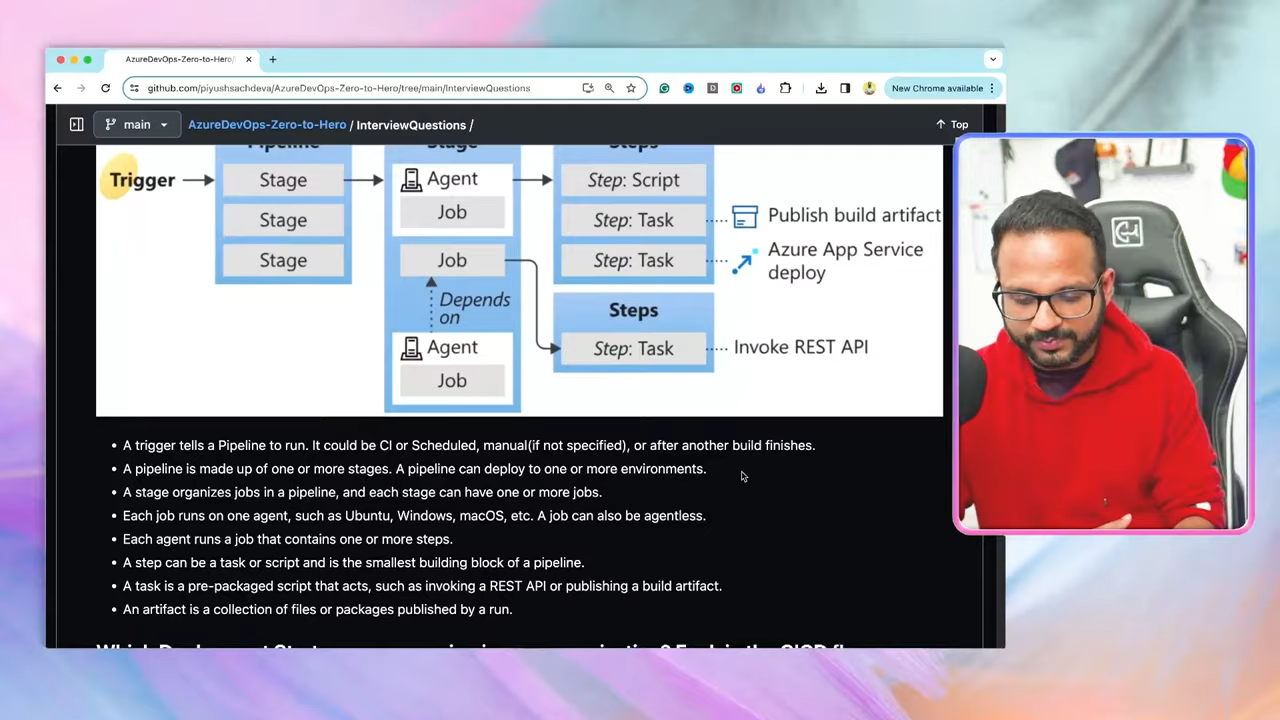 AzureDevOps-Zero-to-Hero/
github.com/piyushsachdeva/AzureDevOps-Zero-to-Hero/tree/main/InterviewQuestions
New Chrome available
main
AzureDevOps-Zero-to-Hero / InterviewQuestions /
Top
Pipeline
Stage
Steps
Trigger
Stage
Agent
Step: Script
Job
Stage
Step: Task
Publish build artifact
Stage
Job
Step: Task
Azure App Service
deploy
Depends
on
Steps
Agent
Step: Task
Invoke REST API
Job
• A trigger tells a Pipeline to run. It could be CI or Scheduled, manual(if not specified), or after another build finishes.
• A pipeline is made up of one or more stages. A pipeline can deploy to one or more environments.
• A stage organizes jobs in a pipeline, and each stage can have one or more jobs.
• Each job runs on one agent, such as Ubuntu, Windows, macOS, etc. A job can also be agentless.
• Each agent runs a job that contains one or more steps.
• A step can be a task or script and is the smallest building block of a pipeline.
• A task is a pre-packaged script that acts, such as invoking a REST API or publishing a build artifact.
• An artifact is a collection of files or packages published by a run.